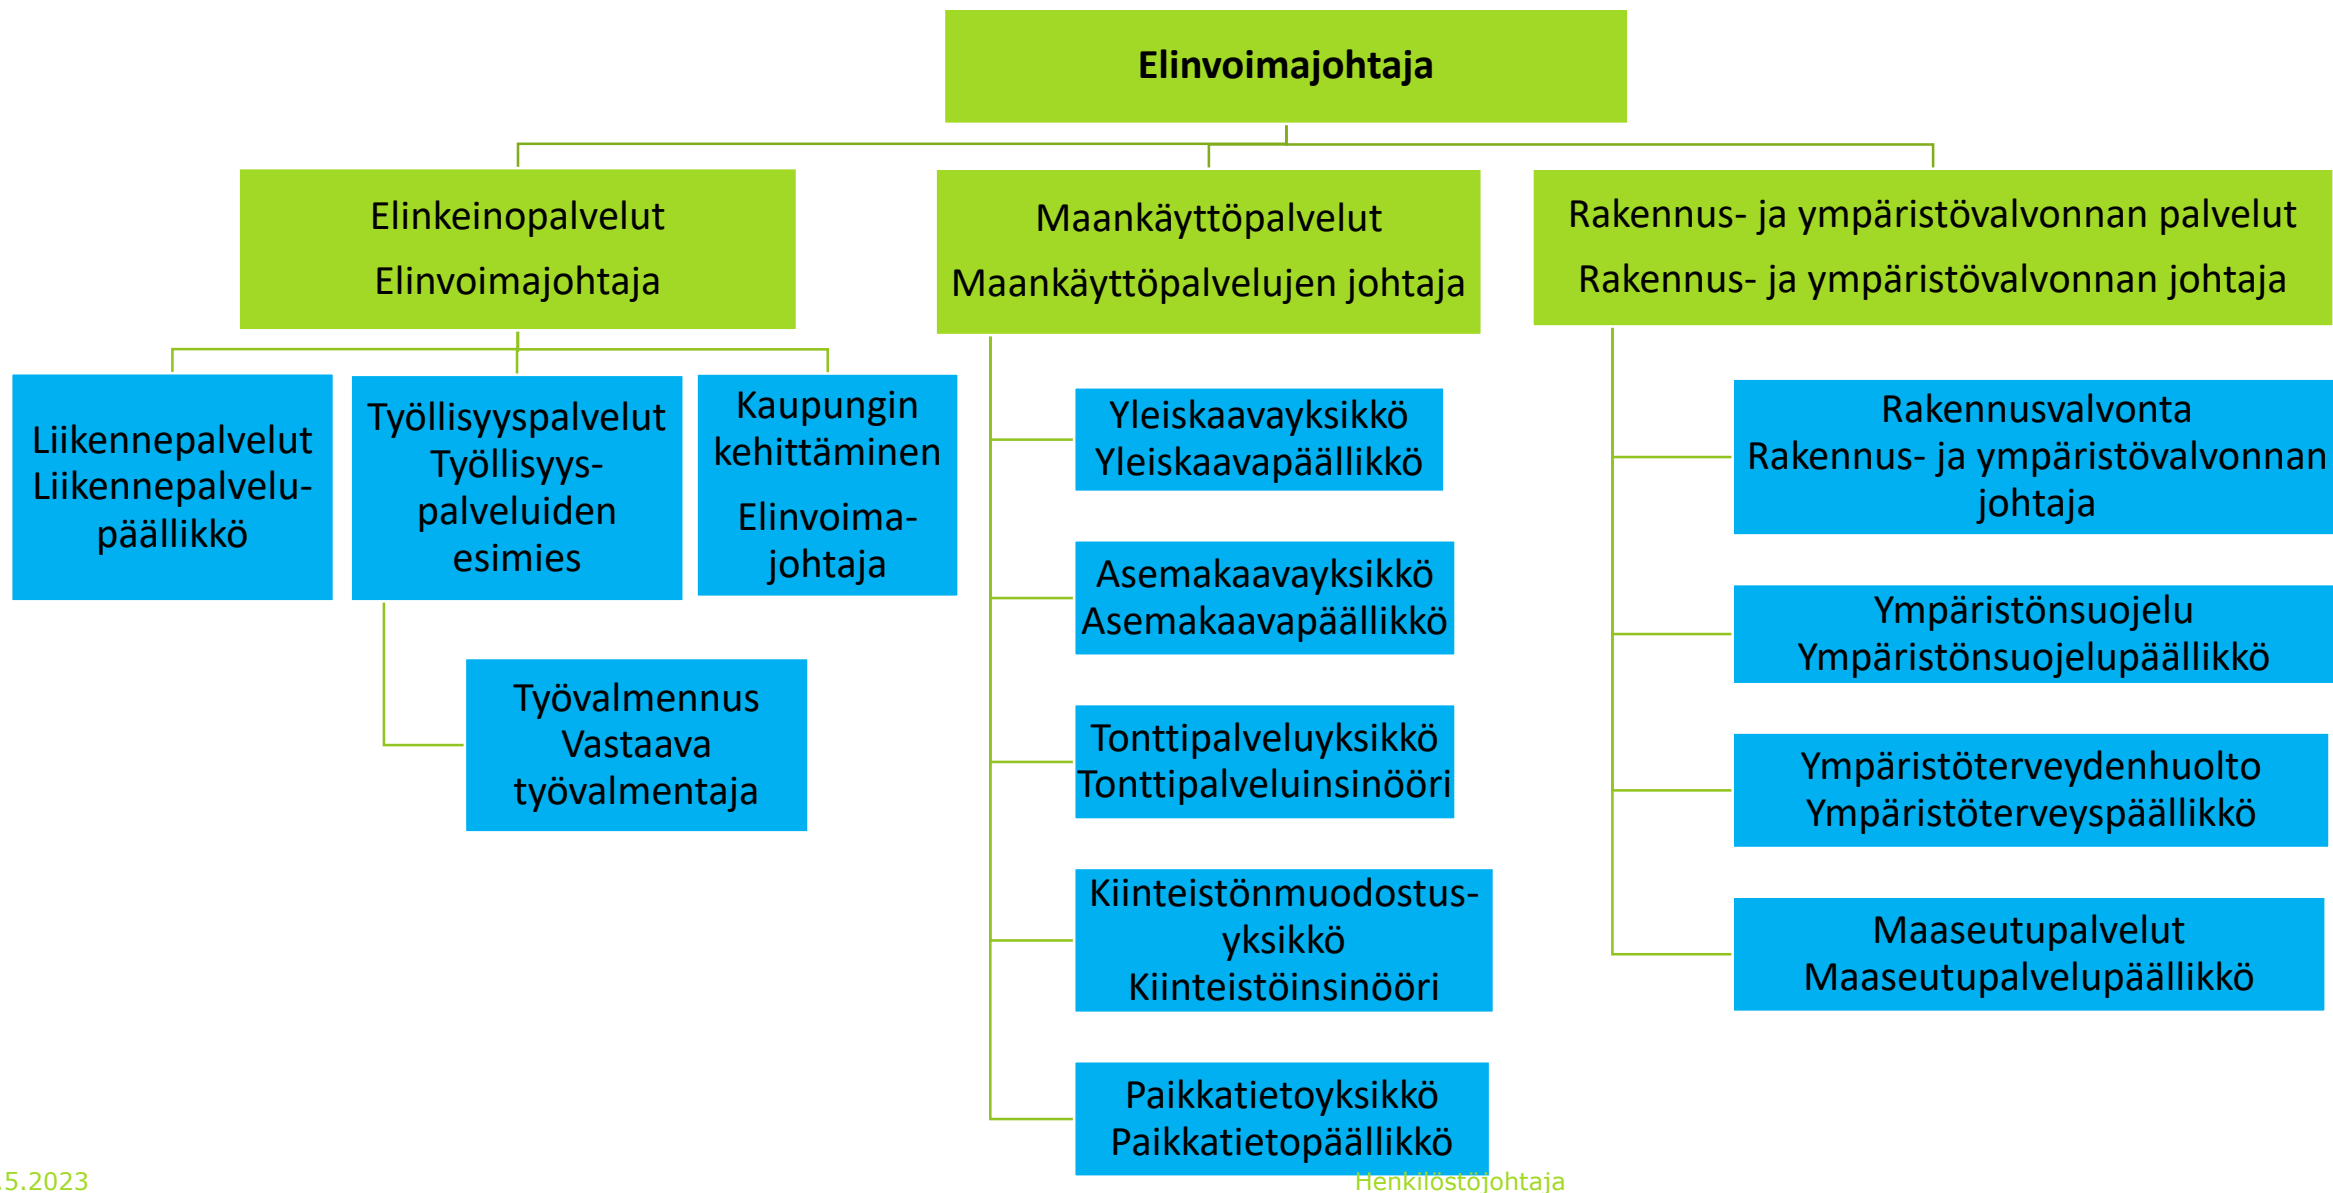 Elinvoimajohtaja
Elinkeinopalvelut
Elinvoimajohtaja
Maankäyttöpalvelut
Maankäyttöpalvelujen johtaja
Rakennus- ja ympäristövalvonnan palvelut
Rakennus- ja ympäristövalvonnan johtaja
Liikennepalvelut
Liikennepalvelu-
päällikkö
Työllisyyspalvelut
Työllisyys-
palveluiden
esimies
Kaupungin
kehittäminen
Elinvoima-
johtaja
Työvalmennus
Vastaava
työvalmentaja
Yleiskaavayksikkö
Yleiskaavapäällikkö
Asemakaavayksikkö
Asemakaavapäällikkö
Tonttipalveluyksikkö
Tonttipalveluinsinööri
Kiinteistönmuodostus-
yksikkö
Kiinteistöinsinööri
Paikkatietoyksikkö
Paikkatietopäällikkö
Rakennusvalvonta
Rakennus- ja ympäristövalvonnan
johtaja
Ympäristönsuojelu
Ympäristönsuojelupäällikkö
Ympäristöterveydenhuolto
Ympäristöterveyspäällikkö
Maaseutupalvelut
Maaseutupalvelupäällikkö
.5.2023
Henkilöstöjohtaja